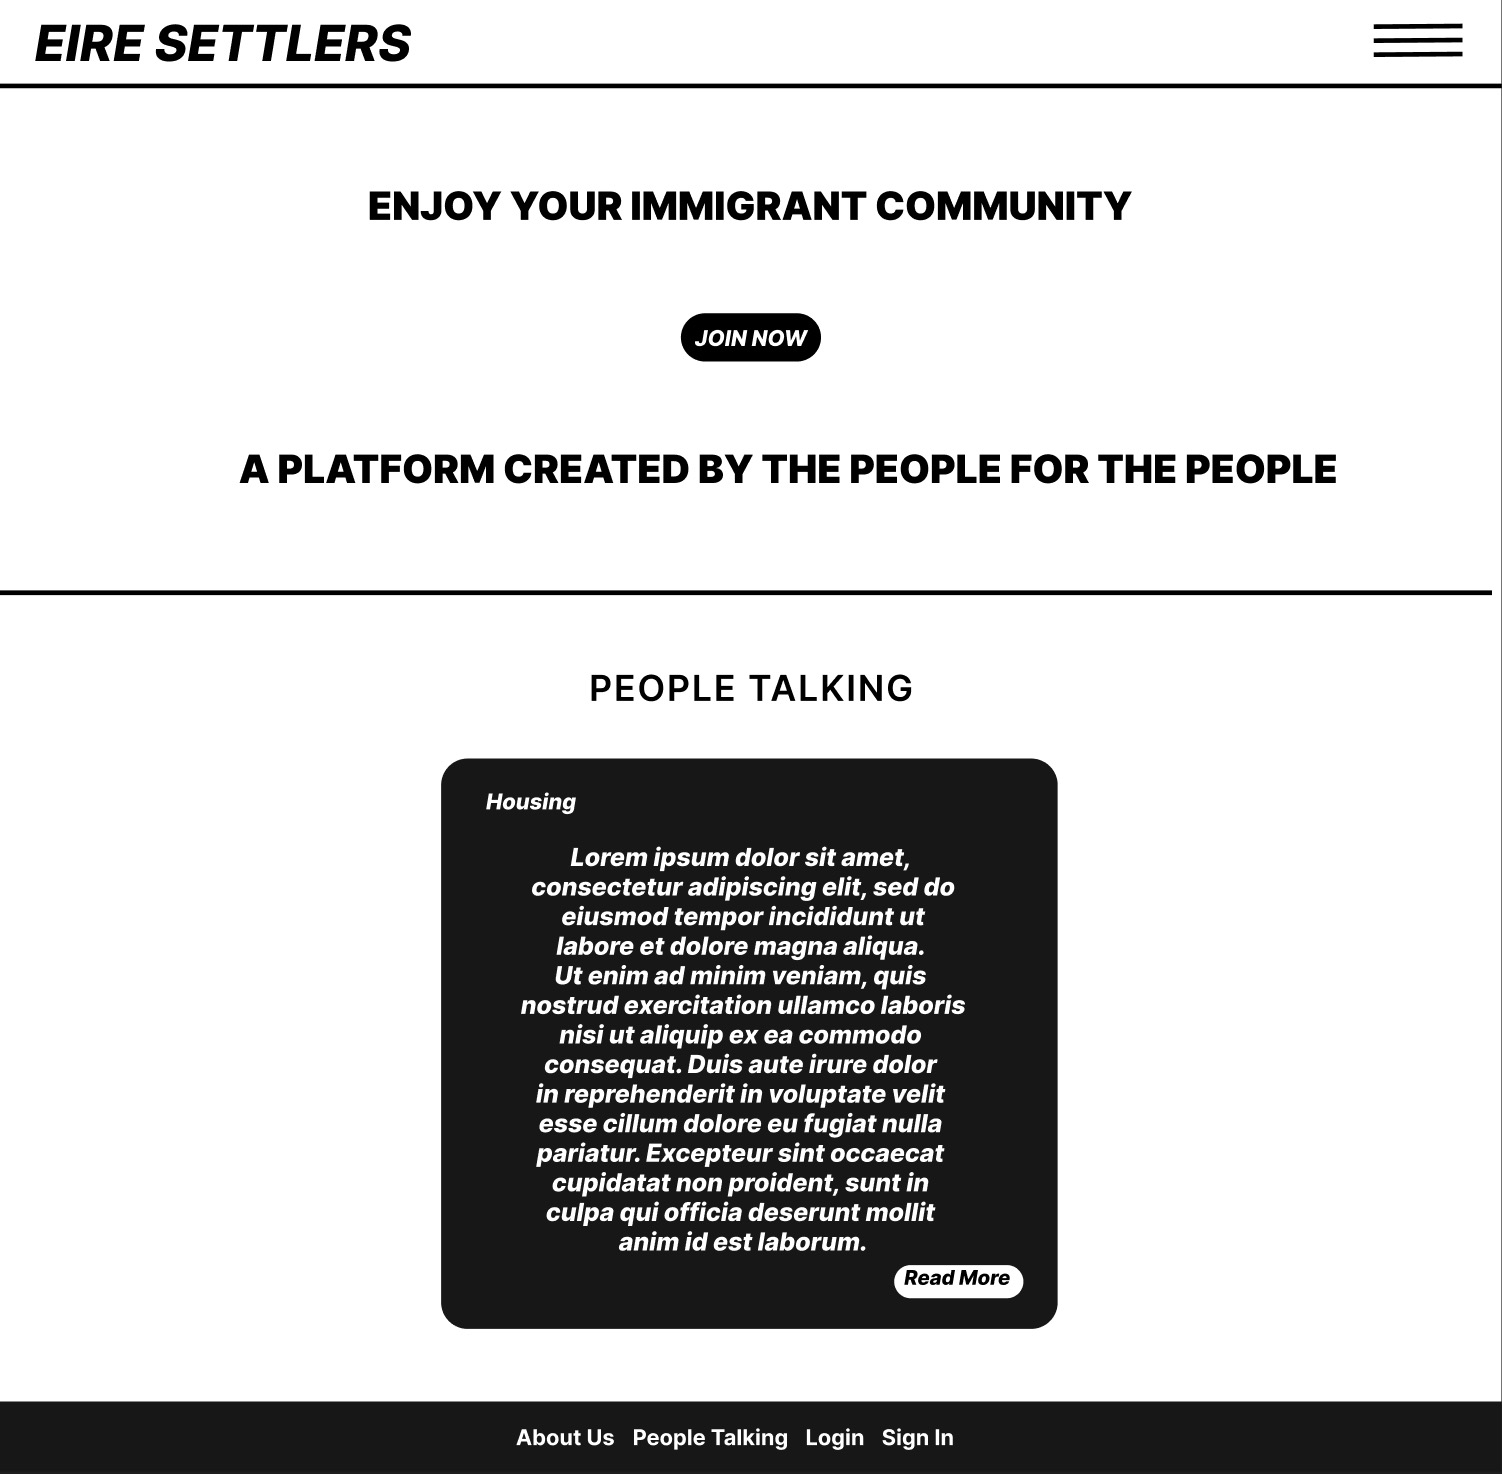 EIRE SETTLERS
ENJOY YOUR IMMIGRANT COMMUNITY
JOIN NOW
A PLATFORM CREATED BY THE PEOPLE FOR THE PEOPLE
PEOPLE TALKING
Housing
Lorem ipsum dolor sit amet,
consectetur adipiscing elit, sed do
eiusmod tempor incididunt ut
labore et dolore magna aliqua.
Ut enim ad minim veniam, quis
nostrud exercitation ullamco laboris
nisi ut aliquip ex ea commodo
consequat. Duis aute irure dolor
in reprehenderit in voluptate velit
esse cillum dolore eu fugiat nulla
pariatur. Excepteur sint occaecat
cupidatat non proident, sunt in
culpa qui officia deserunt mollit
anim id est laborum.
Read More
About Us People Talking Login Sign In